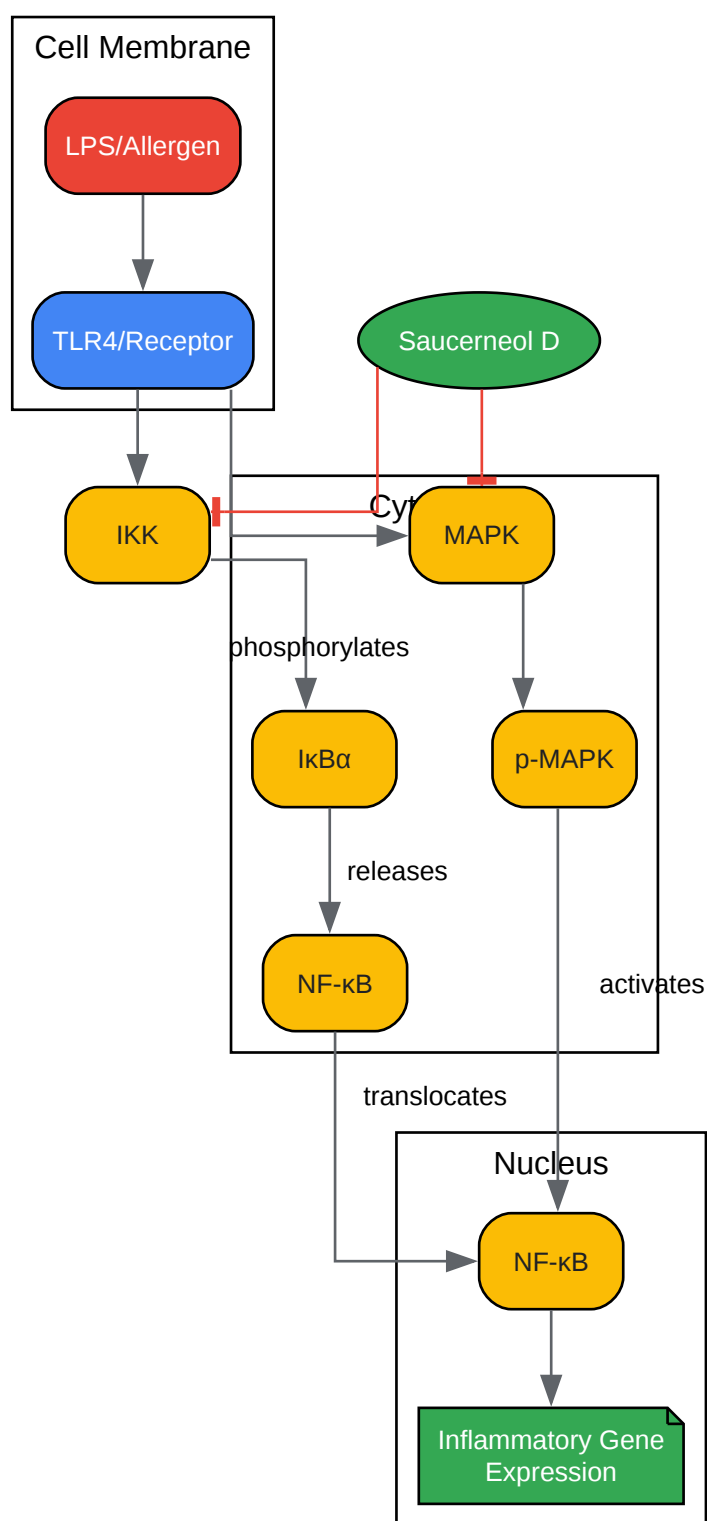 Cell Membrane
LPS/Allergen
TLR4/Receptor
Saucerneol D
IKK
Cyt
MAPK
phosphorylates
IκBα
p-MAPK
releases
NF-κB
activates
translocates
Nucleus
NF-κB
Inflammatory Gene
Expression